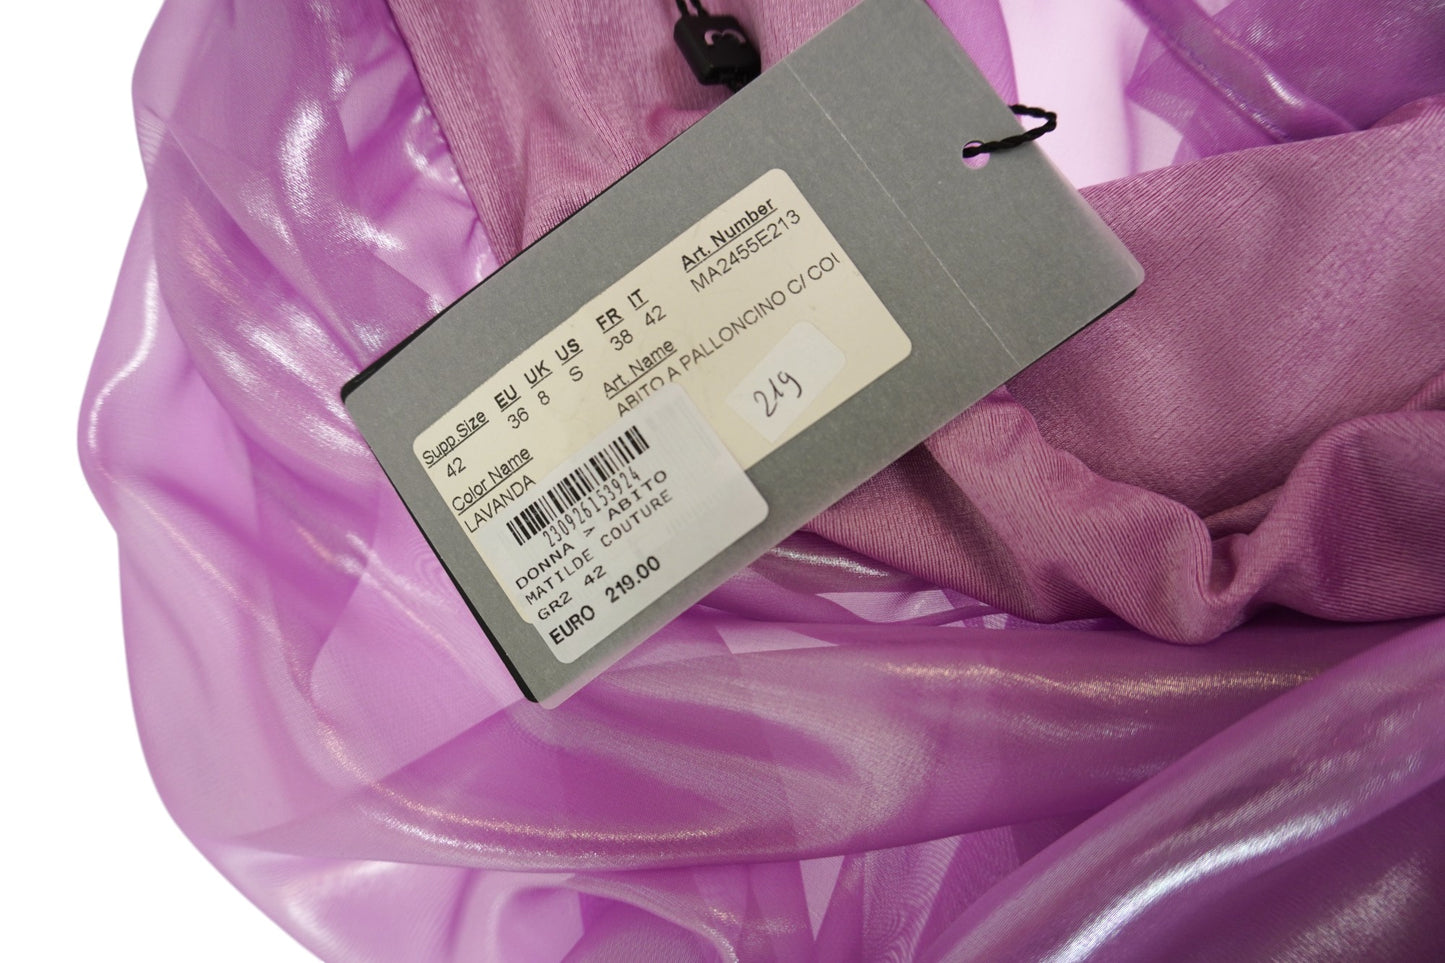 Supp.Size EU UK US FR IT Art. Number
42 36 8 S 38 42 MA2455E213
Color Name Art. Name
LAVANDA ABITO A PALLONCINO C/ COI
219
230926153924
DONNA > ABITO
MATILDE COUTURE
GR2 42
EURO 219.00